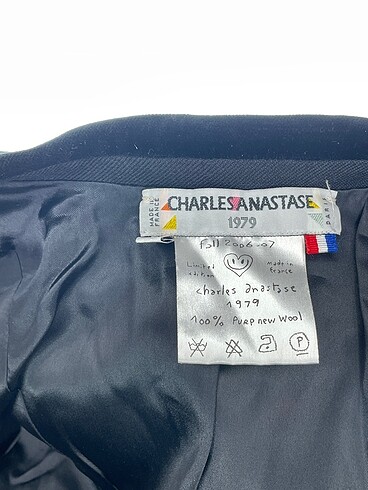 MADE IN
FRANCE
CHARLES ANASTASE
PARIS
1979
Fall 2006-07
Limited
edition
made in
france
charles anastase
1979
100% pure new wool
P